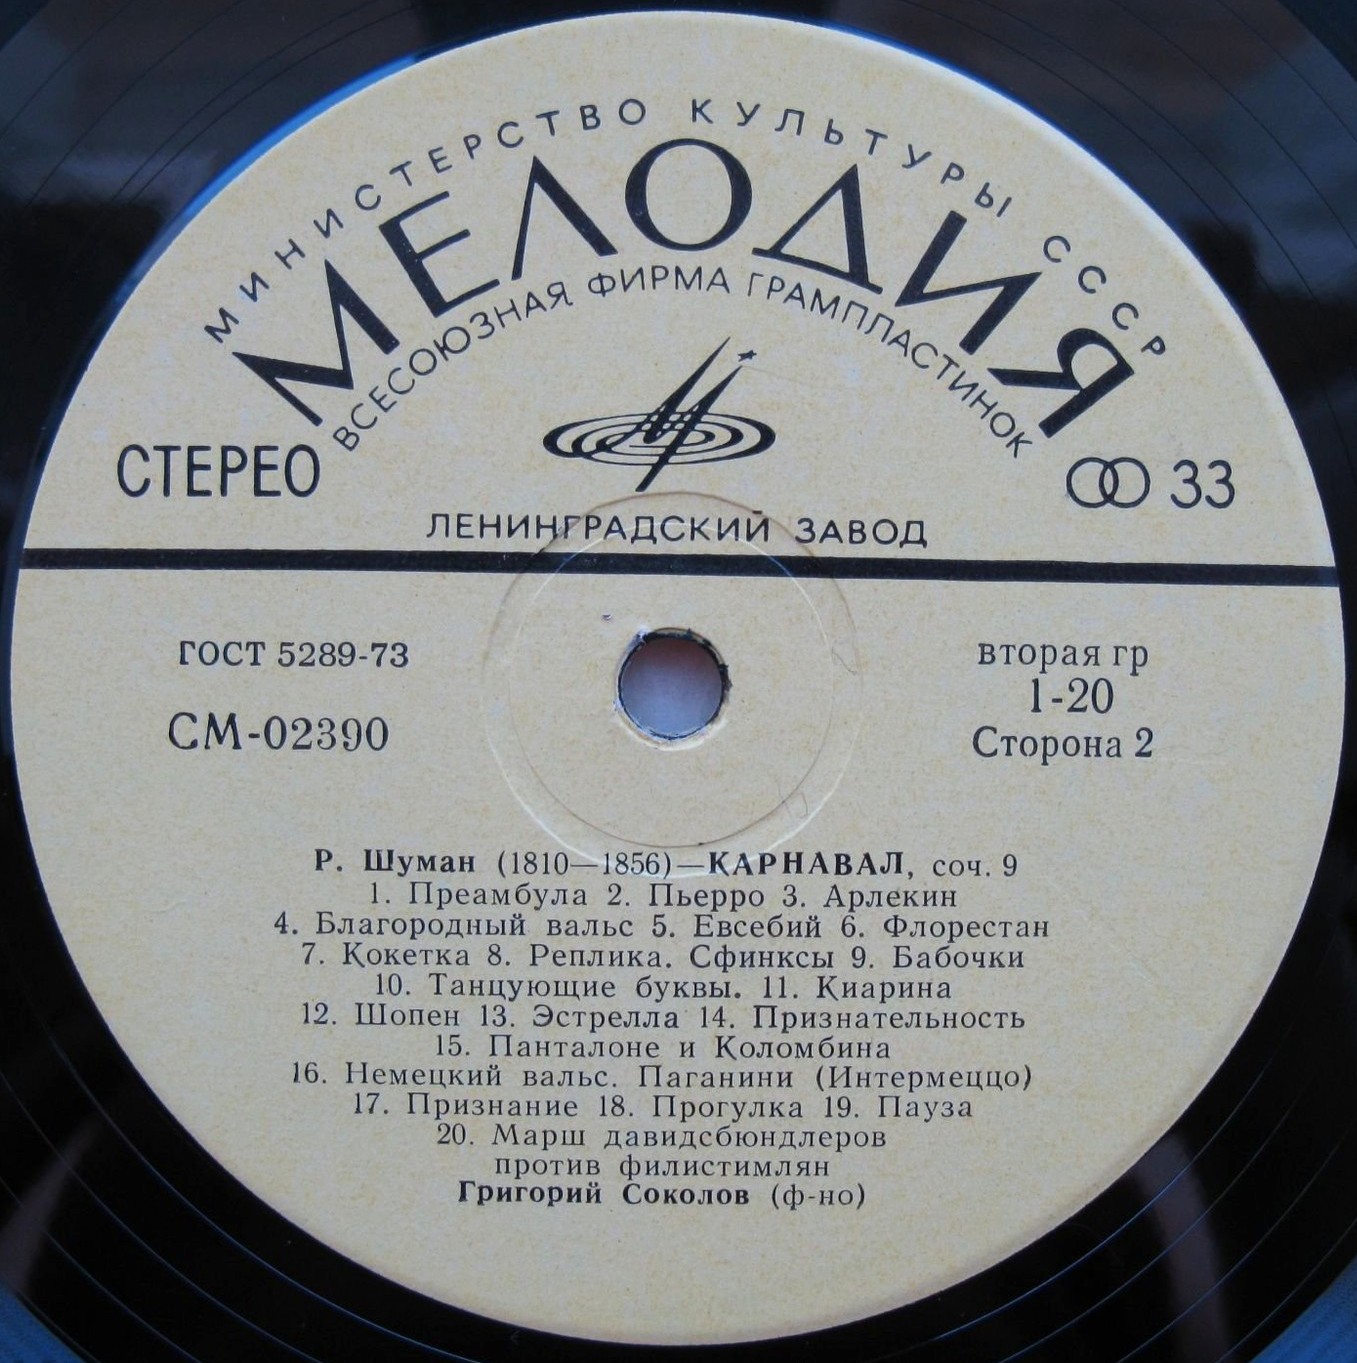 МИНИСТЕРСТВО КУЛЬТУРЫ СССР
МЕЛОДИЯ
ВСЕСОЮЗНАЯ ФИРМА ГРАМПЛАСТИНОК
СТЕРЕО
33
ЛЕНИНГРАДСКИЙ ЗАВОД
ГОСТ 5289-73
вторая гр
СМ-02390
1-20
Сторона 2
Р. Шуман (1810—1856)—КАРНАВАЛ, соч. 9
1. Преамбула 2. Пьерро 3. Арлекин
4. Благородный вальс 5. Евсебий 6. Флорестан
7. Кокетка 8. Реплика. Сфинксы 9. Бабочки
10. Танцующие буквы. 11. Киарина
12. Шопен 13. Эстрелла 14. Признательность
15. Панталоне и Коломбина
16. Немецкий вальс. Паганини (Интермеццо)
17. Признание 18. Прогулка 19. Пауза
20. Марш давидсбюндлеров
против филистимлян
Григорий Соколов (ф-но)